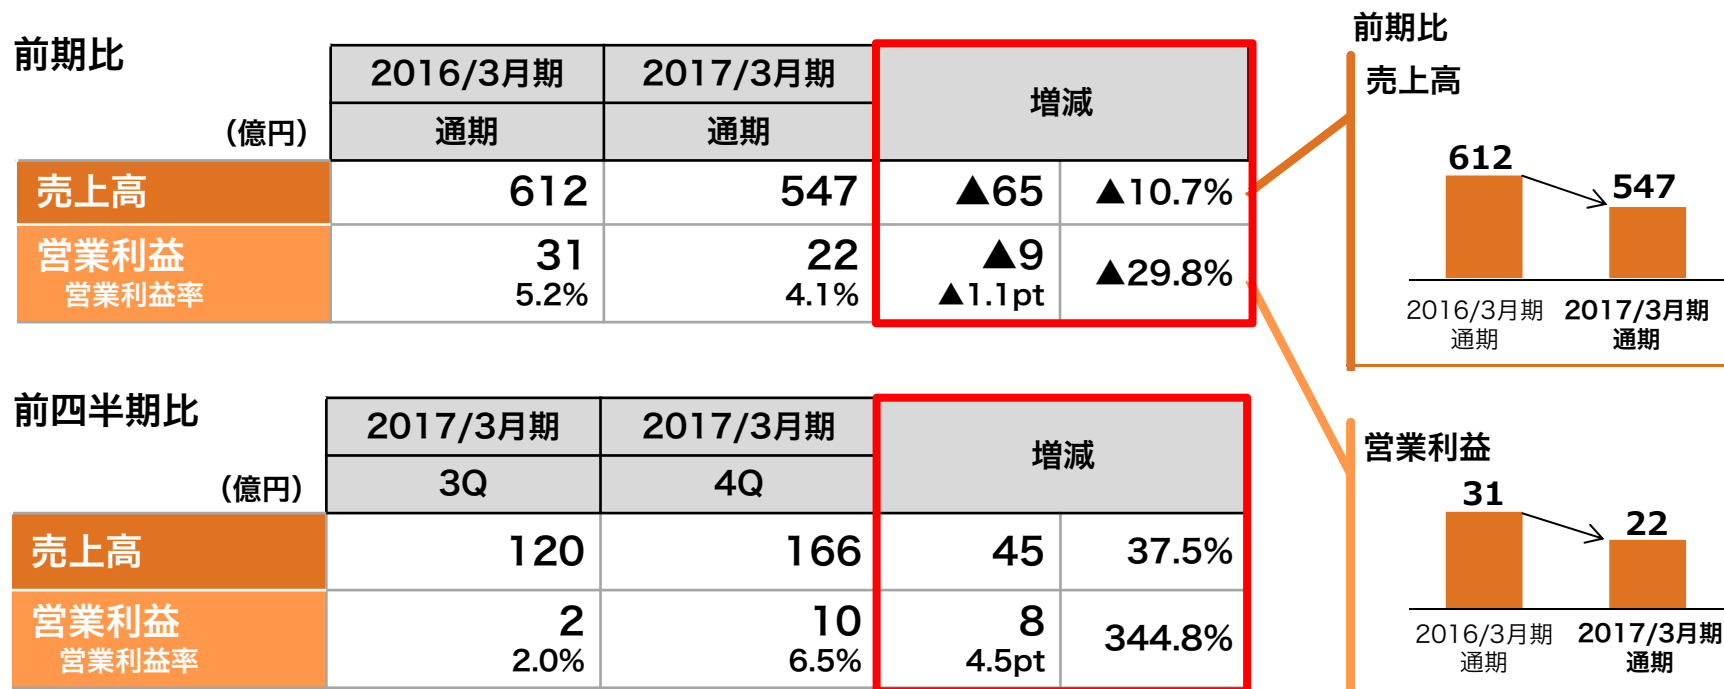 前期比
(億円)
2016/3月期 2017/3月期 増減
通期 通期
売上高 612 547 ▲65 ▲10.7%
営業利益 31 22 ▲9 ▲29.8%
営業利益率 5.2% 4.1% ▲1.1pt
前四半期比
(億円)
2017/3月期 2017/3月期 増減
3Q 4Q
売上高 120 166 45 37.5%
営業利益 2 10 8 344.8%
営業利益率 2.0% 6.5% 4.5pt
前期比
売上高
612 547
2016/3月期 2017/3月期
通期 通期
営業利益
31 22
2016/3月期 2017/3月期
通期 通期